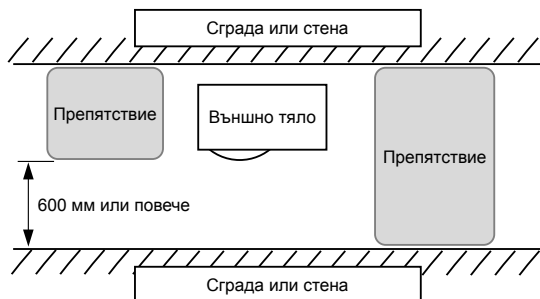 Сграда или стена
Препятствие
Външно тяло
Препятствие
600 мм или повече
Сграда или стена